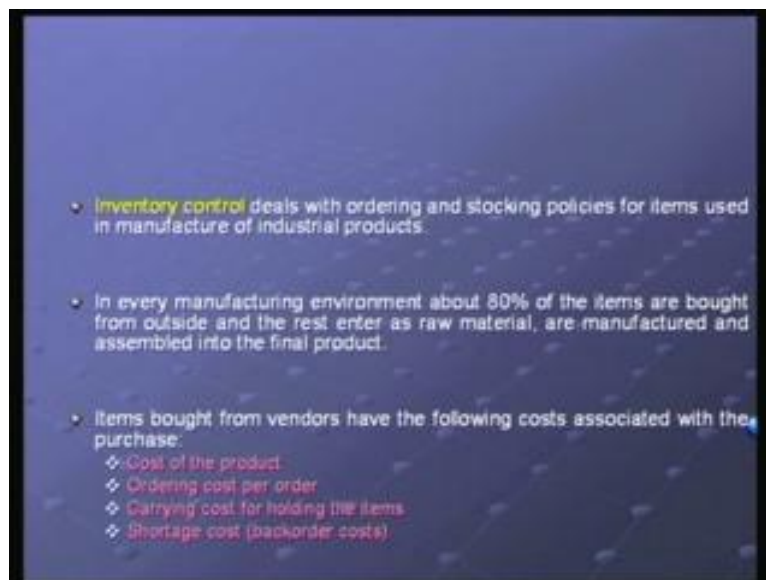 Inventory control deals with ordering and stocking policies for items used
in manufacture of industrial products.
In every manufacturing environment about 80% of the items are bought
from outside and the rest enter as raw material, are manufactured and
assembled into the final product.
Items bought from vendors have the following costs associated with the
purchase:
Cost of the product
Ordering cost per order
Carrying cost for holding the items
Shortage cost (backorder costs)